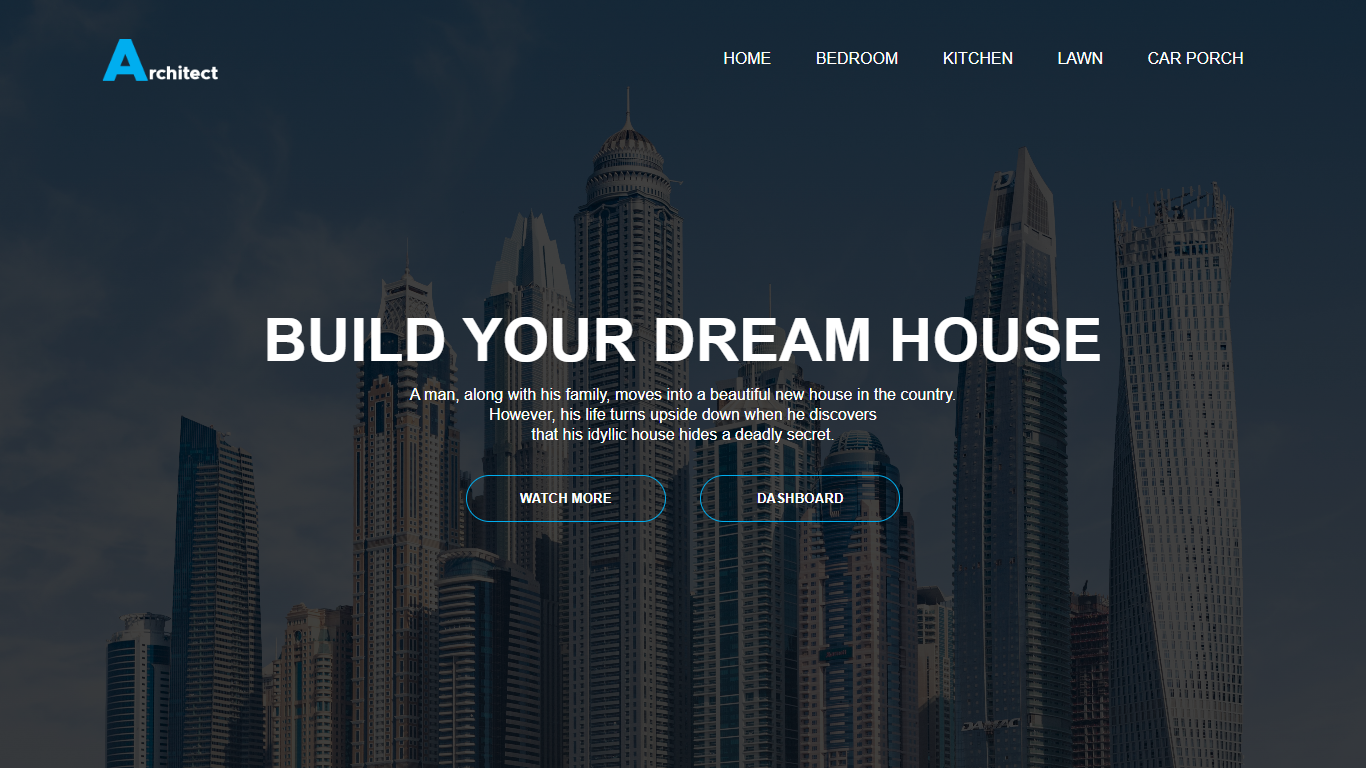 Architect
HOME BEDROOM KITCHEN LAWN CAR PORCH
BUILD YOUR DREAM HOUSE
A man, along with his family, moves into a beautiful new house in the country.
However, his life turns upside down when he discovers
that his idyllic house hides a deadly secret.
WATCH MORE DASHBOARD
D
DAMAC